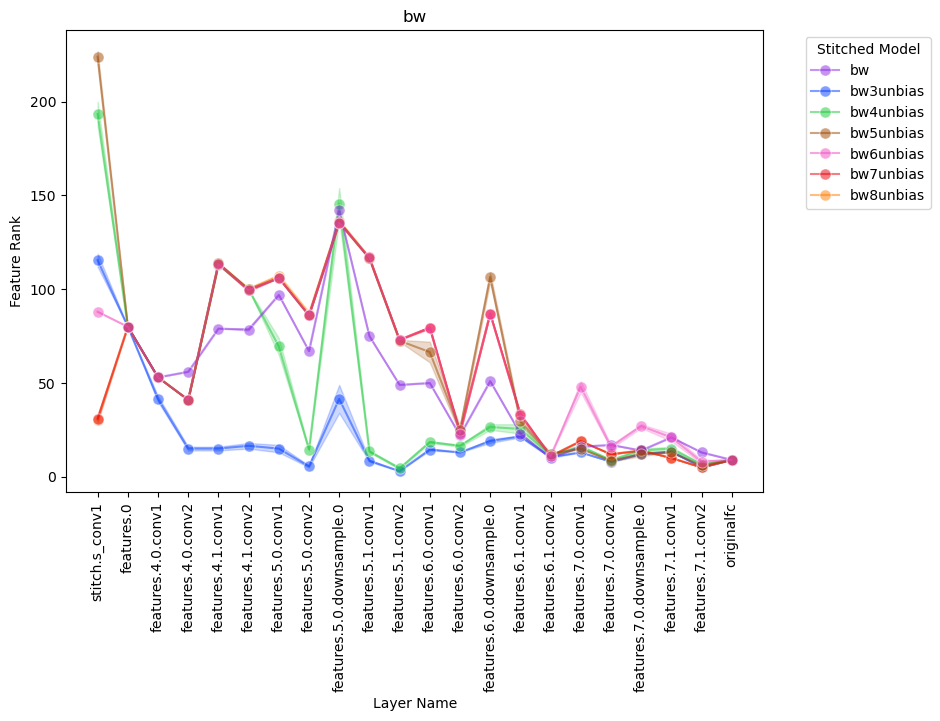 bw
Feature Rank
200
150
100
50
0
stitch.s_conv1
features.0
features.4.0.conv1
features.4.0.conv2
features.4.1.conv1
features.4.1.conv2
features.5.0.conv1
features.5.0.conv2
features.5.0.downsample.0
features.5.1.conv1
features.5.1.conv2
features.6.0.conv1
features.6.0.conv2
features.6.0.downsample.0
features.6.1.conv1
features.6.1.conv2
features.7.0.conv1
features.7.0.conv2
features.7.0.downsample.0
features.7.1.conv1
features.7.1.conv2
originalfc
Layer Name
Stitched Model
bw
bw3unbias
bw4unbias
bw5unbias
bw6unbias
bw7unbias
bw8unbias